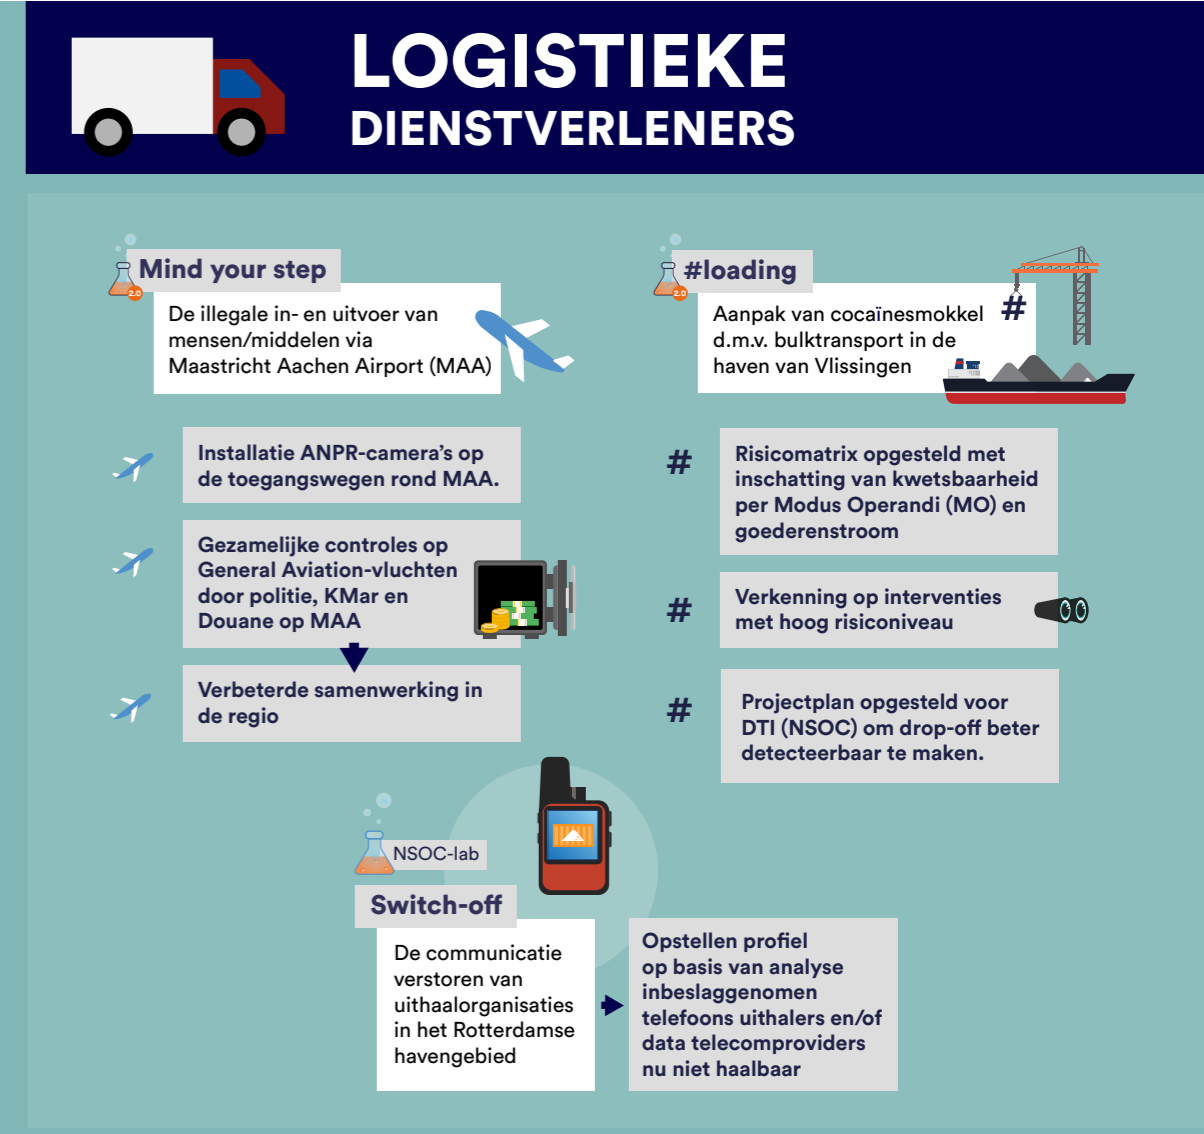 LOGISTIEKE
DIENSTVERLENERS
Mind your step
2.0
De illegale in- en uitvoer van
mensen/middelen via
Maastricht Aachen Airport (MAA)
Installatie ANPR-camera's op
de toegangswegen rond MAA.
Gezamelijke controles op
General Aviation-vluchten
door politie, KMar en
Douane op MAA
Verbeterde samenwerking in
de regio
#loading
2.0
Aanpak van cocaïnesmokkel
d.m.v. bulktransport in de
haven van Vlissingen
#
# Risicomatrix opgesteld met
inschatting van kwetsbaarheid
per Modus Operandi (MO) en
goederenstroom
# Verkenning op interventies
met hoog risiconiveau
# Projectplan opgesteld voor
DTI (NSOC) om drop-off beter
detecteerbaar te maken.
NSOC-lab
Switch-off
De communicatie
verstoren van
uithaalorganisaties
in het Rotterdamse
havengebied
Opstellen profiel
op basis van analyse
inbeslaggenomen
telefoons uithalers en/of
data telecomproviders
nu niet haalbaar